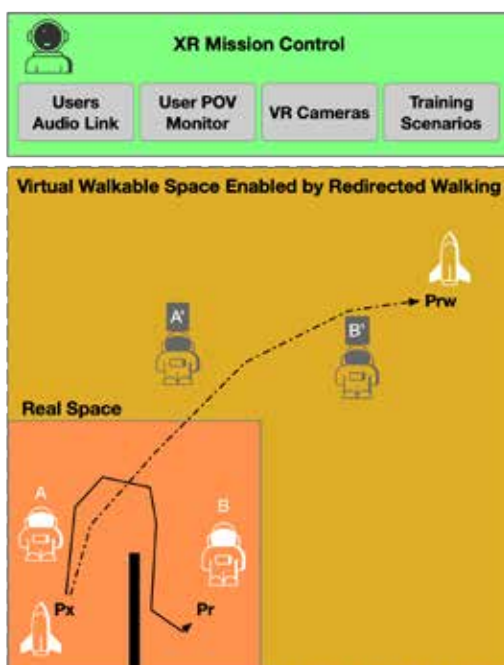 XR Mission Control
Users
Audio Link
User POV
Monitor
VR Cameras
Training
Scenarios
Virtual Walkable Space Enabled by Redirected Walking
Prw
A'
B'
Real Space
A
B
Px
Pr